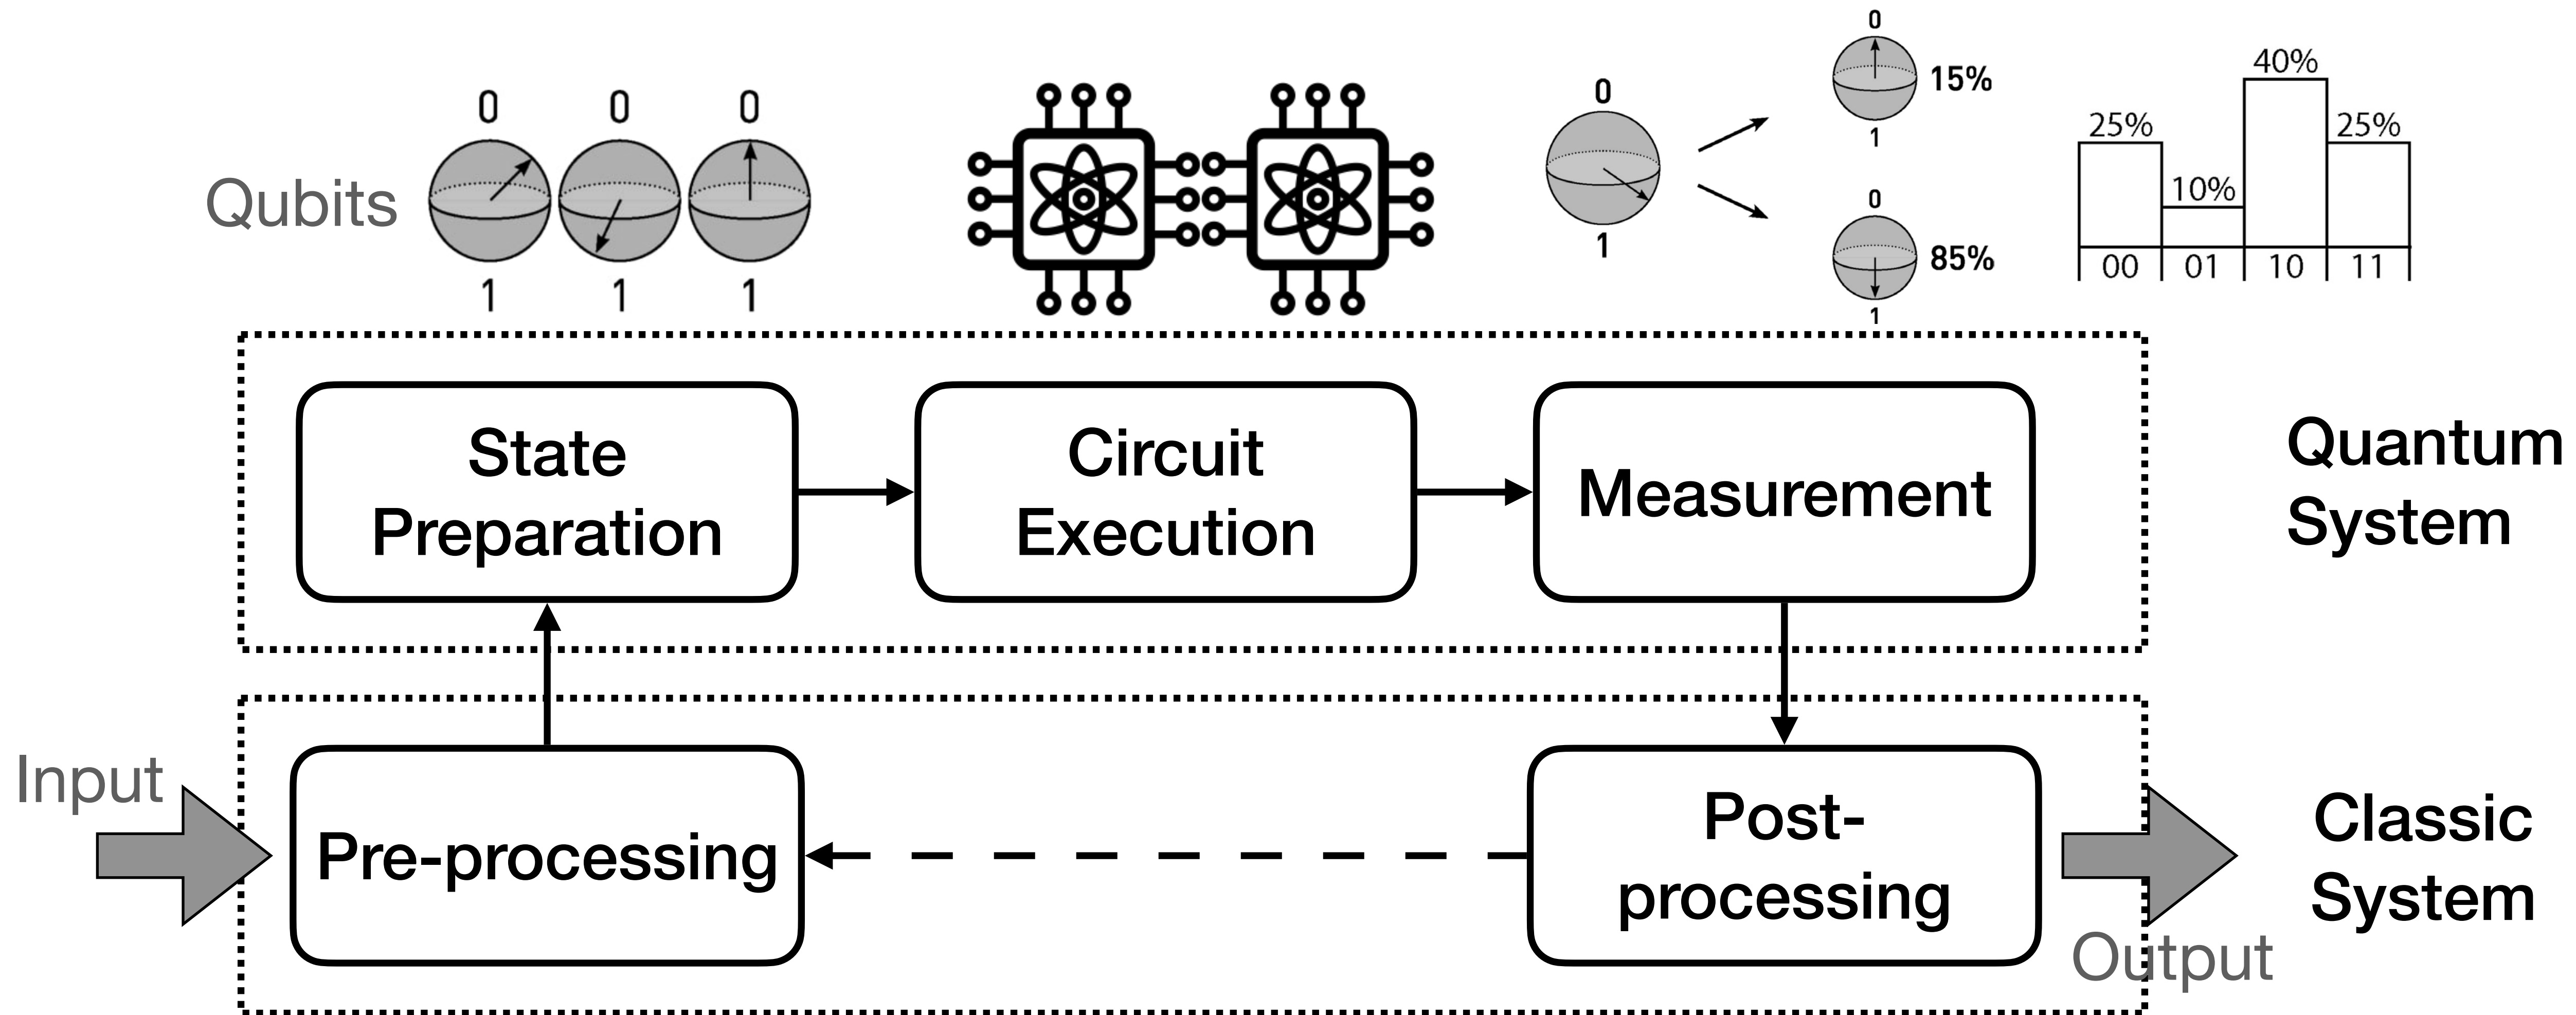 Qubits
0 0 0
1 1 1
0
1
0
1
15%
0
1
85%
25%
10%
40%
25%
00 01 10 11
State
Preparation
Circuit
Execution
Measurement
Quantum
System
Input
Pre-processing
Post-
processing
Output
Classic
System